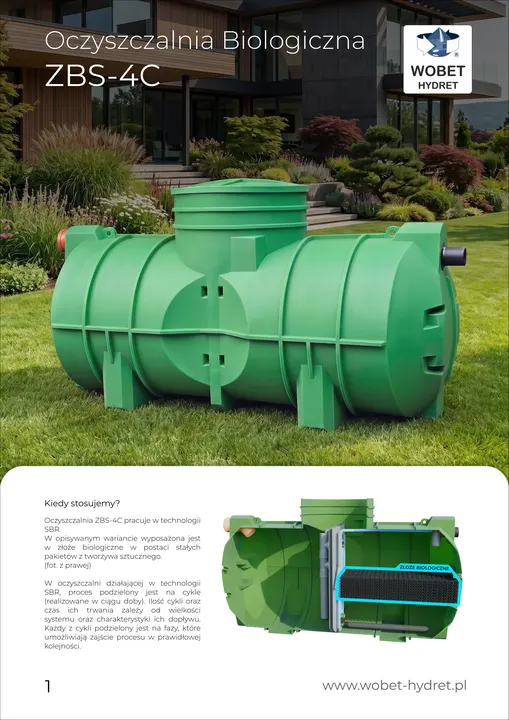 Oczyszczalnia Biologiczna
ZBS-4C
WOBET
®
HYDRET
Kiedy stosujemy?
Oczyszczalnia ZBS-4C pracuje w technologii
SBR.
W opisywanym wariancie wyposażona jest
w złoże biologiczne w postaci stałych
pakietów z tworzywa sztucznego.
(fot. z prawej)
W oczyszczalni działającej w technologii
SBR, proces podzielony jest na cykle
(realizowane w ciągu doby). Ilość cykli oraz
czas ich trwania zależy od wielkości
systemu oraz charakterystyki ich dopływu.
Każdy z cykli podzielony jest na fazy, które
umożliwiają zajście procesu w prawidłowej
kolejności.
ZŁOŻE BIOLOGICZNE
1
www.wobet-hydret.pl